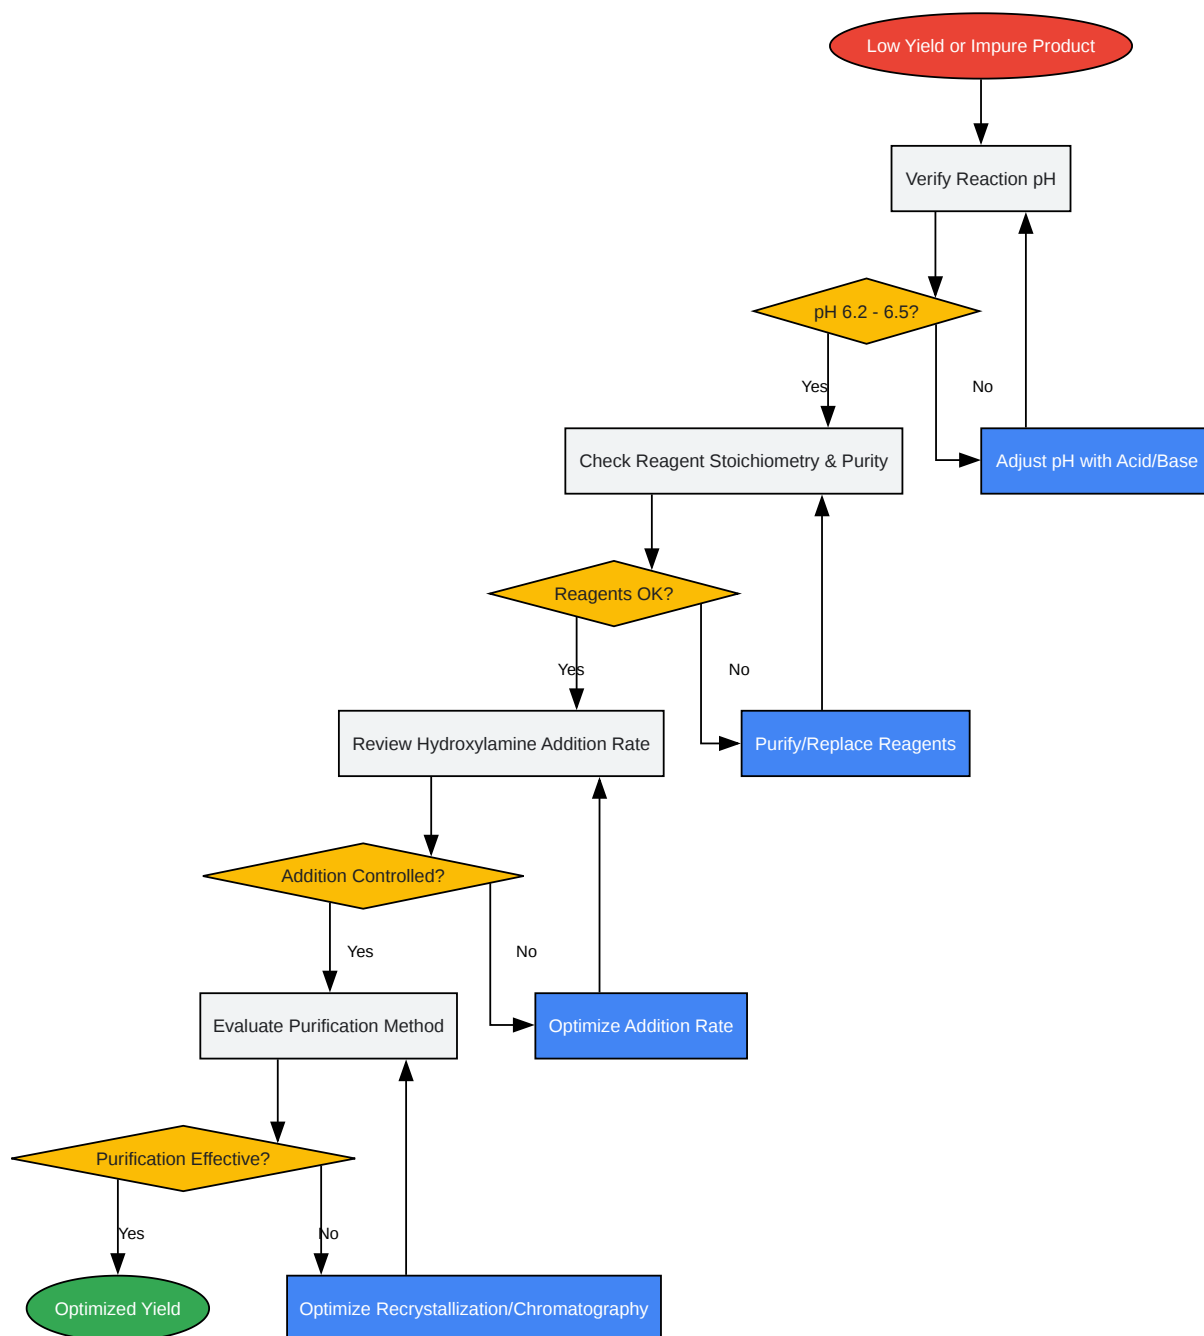 Low Yield or Impure Product
Verify Reaction pH
pH 6.2 - 6.5?
Yes
No
Check Reagent Stoichiometry & Purity
Adjust pH with Acid/Base
Reagents OK?
Yes
No
Review Hydroxylamine Addition Rate
Purify/Replace Reagents
Addition Controlled?
Yes
No
Evaluate Purification Method
Optimize Addition Rate
Purification Effective?
Yes
No
Optimized Yield
Optimize Recrystallization/Chromatography